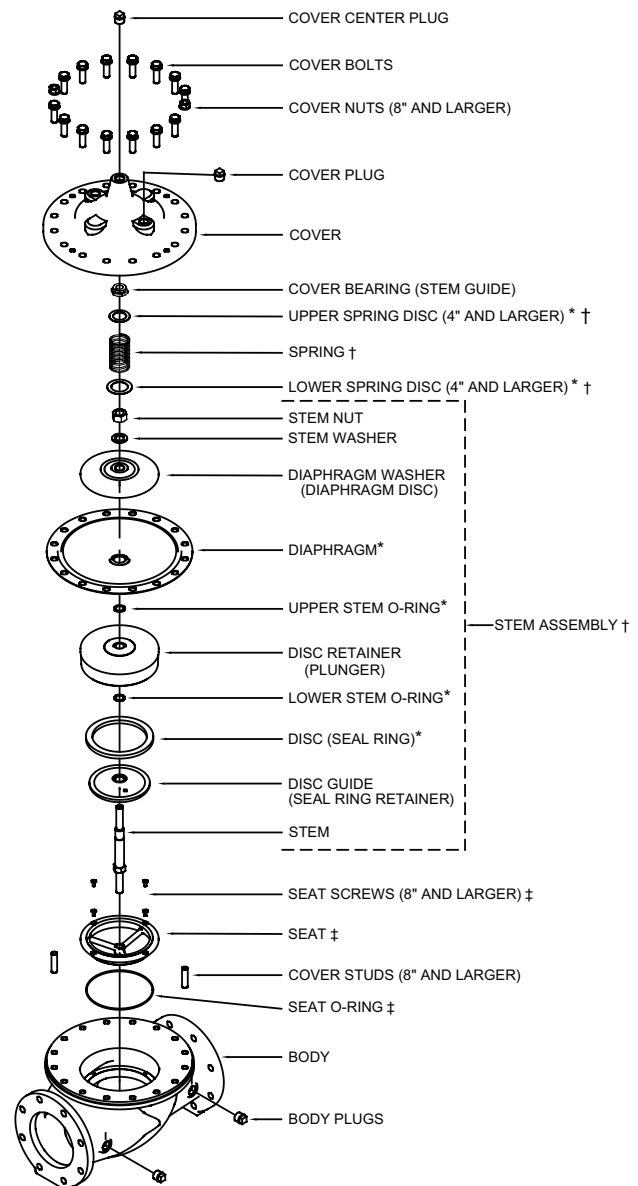 COVER CENTER PLUG
COVER BOLTS
COVER NUTS (8" AND LARGER)
COVER PLUG
COVER
COVER BEARING (STEM GUIDE)
UPPER SPRING DISC (4" AND LARGER) * †
SPRING †
LOWER SPRING DISC (4" AND LARGER) * †
STEM NUT
STEM WASHER
DIAPHRAGM WASHER
(DIAPHRAGM DISC)
DIAPHRAGM*
UPPER STEM O-RING*
STEM ASSEMBLY †
DISC RETAINER
(PLUNGER)
LOWER STEM O-RING*
DISC (SEAL RING)*
DISC GUIDE
(SEAL RING RETAINER)
STEM
SEAT SCREWS (8" AND LARGER) ‡
SEAT ‡
COVER STUDS (8" AND LARGER)
SEAT O-RING ‡
BODY
BODY PLUGS